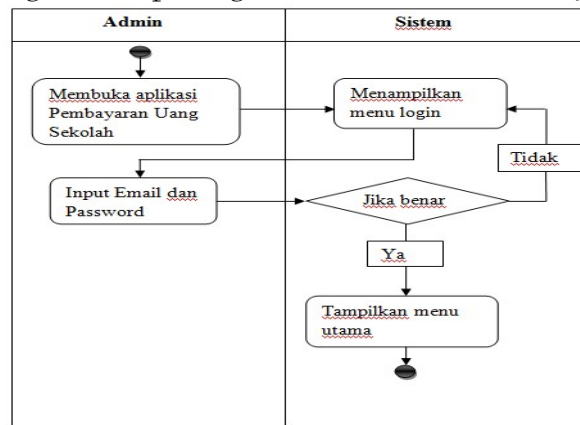 Admin
Sistem
Membuka aplikasi
Pembayaran Uang
Sekolah
Menampilkan
menu login
Tidak
Input Email dan
Password
Jika benar
Ya
Tampilkan menu
utama